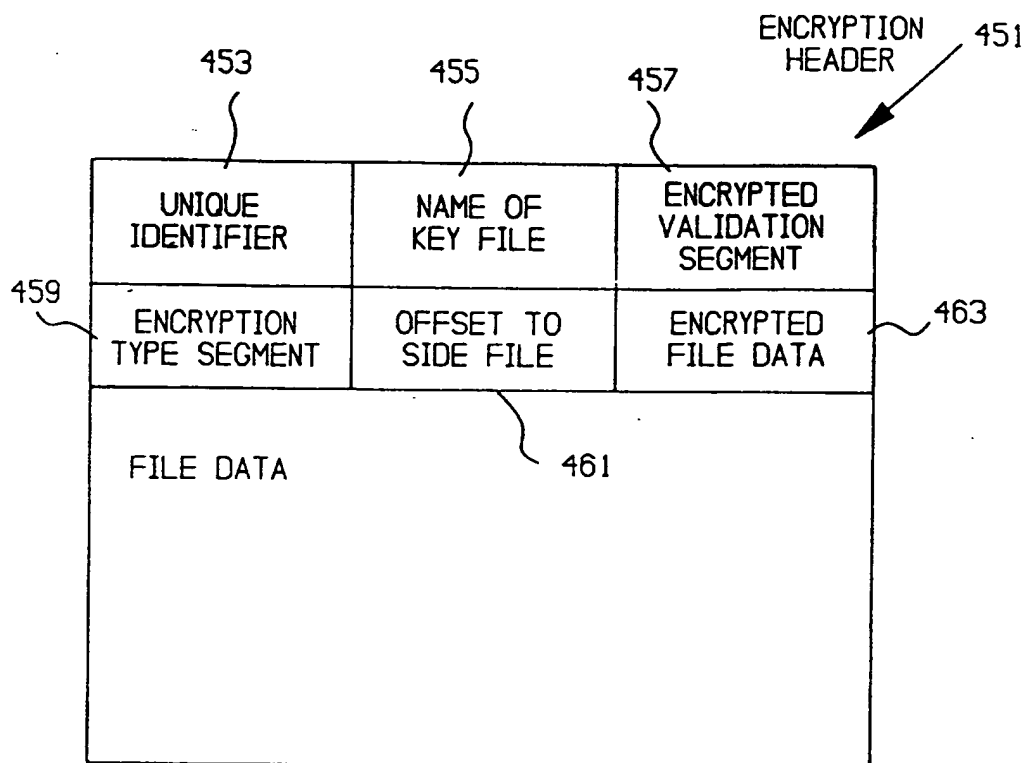 ENCRYPTION
HEADER
451
453
455
457
UNIQUE
IDENTIFIER
NAME OF
KEY FILE
ENCRYPTED
VALIDATION
SEGMENT
459
ENCRYPTION
TYPE SEGMENT
OFFSET TO
SIDE FILE
ENCRYPTED
FILE DATA
463
461
FILE DATA